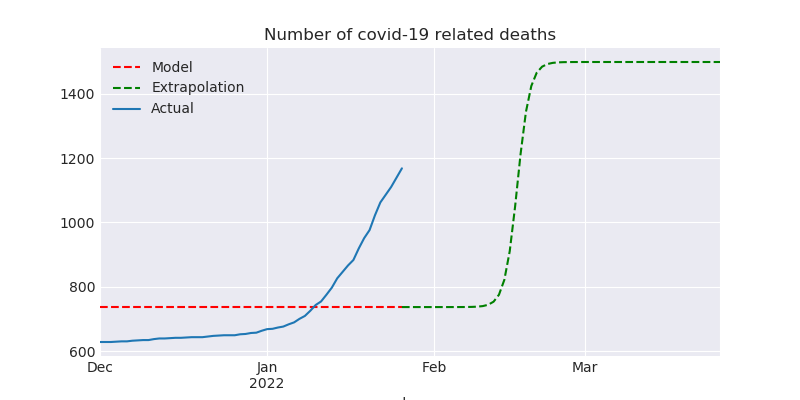 Number of covid-19 related deaths
Model
Extrapolation
Actual
1400
1200
1000
800
600
Dec Jan Feb Mar
2022